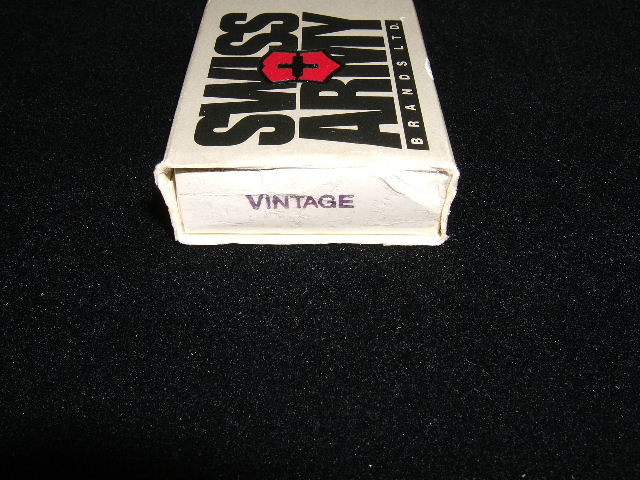 SWISS
ARMY
BRANDS LTD.
VINTAGE